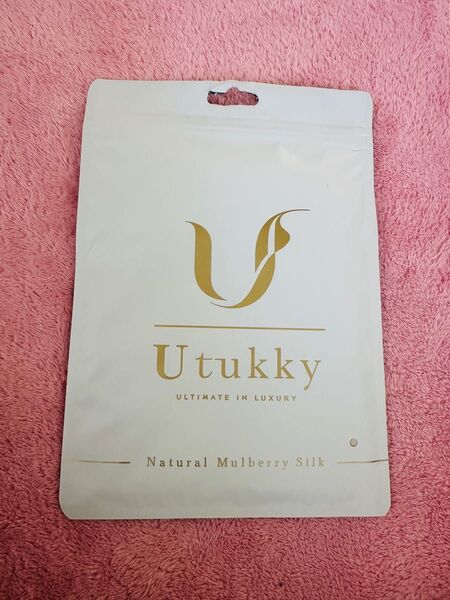 Utukky
ULTIMATE IN LUXURY
Natural Mulberry Silk